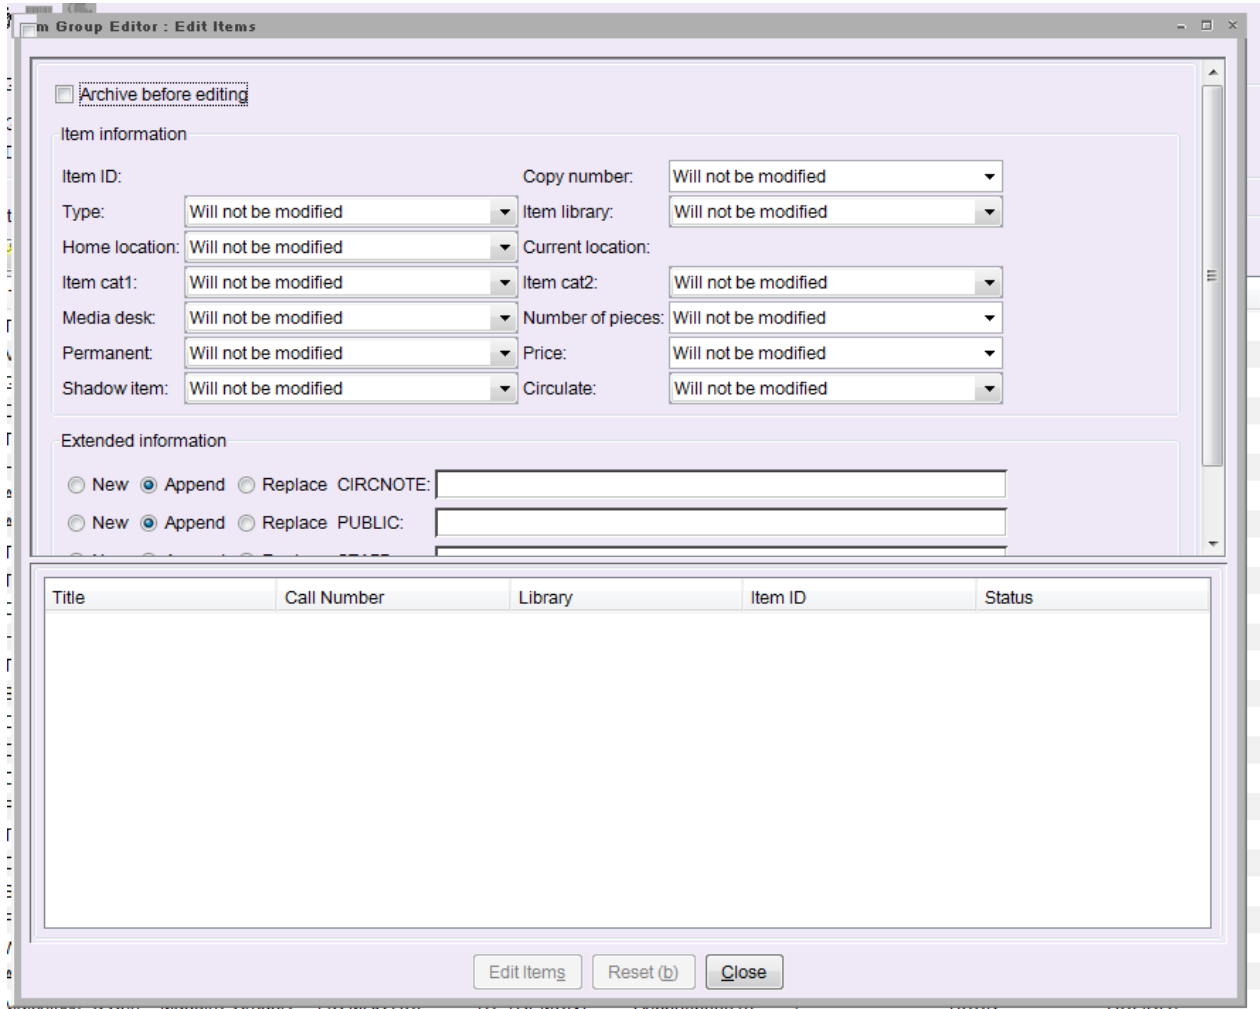 m Group Editor : Edit Items
Archive before editing
Item information
Item ID: Copy number: Will not be modified
Type: Will not be modified Item library: Will not be modified
Home location: Will not be modified Current location:
Item cat1: Will not be modified Item cat2: Will not be modified
Media desk: Will not be modified Number of pieces: Will not be modified
Permanent: Will not be modified Price: Will not be modified
Shadow item: Will not be modified Circulate: Will not be modified
Extended information
New Append Replace CIRCNOTE:
New Append Replace PUBLIC:
Title Call Number Library Item ID Status
Edit Items Reset (b) Close